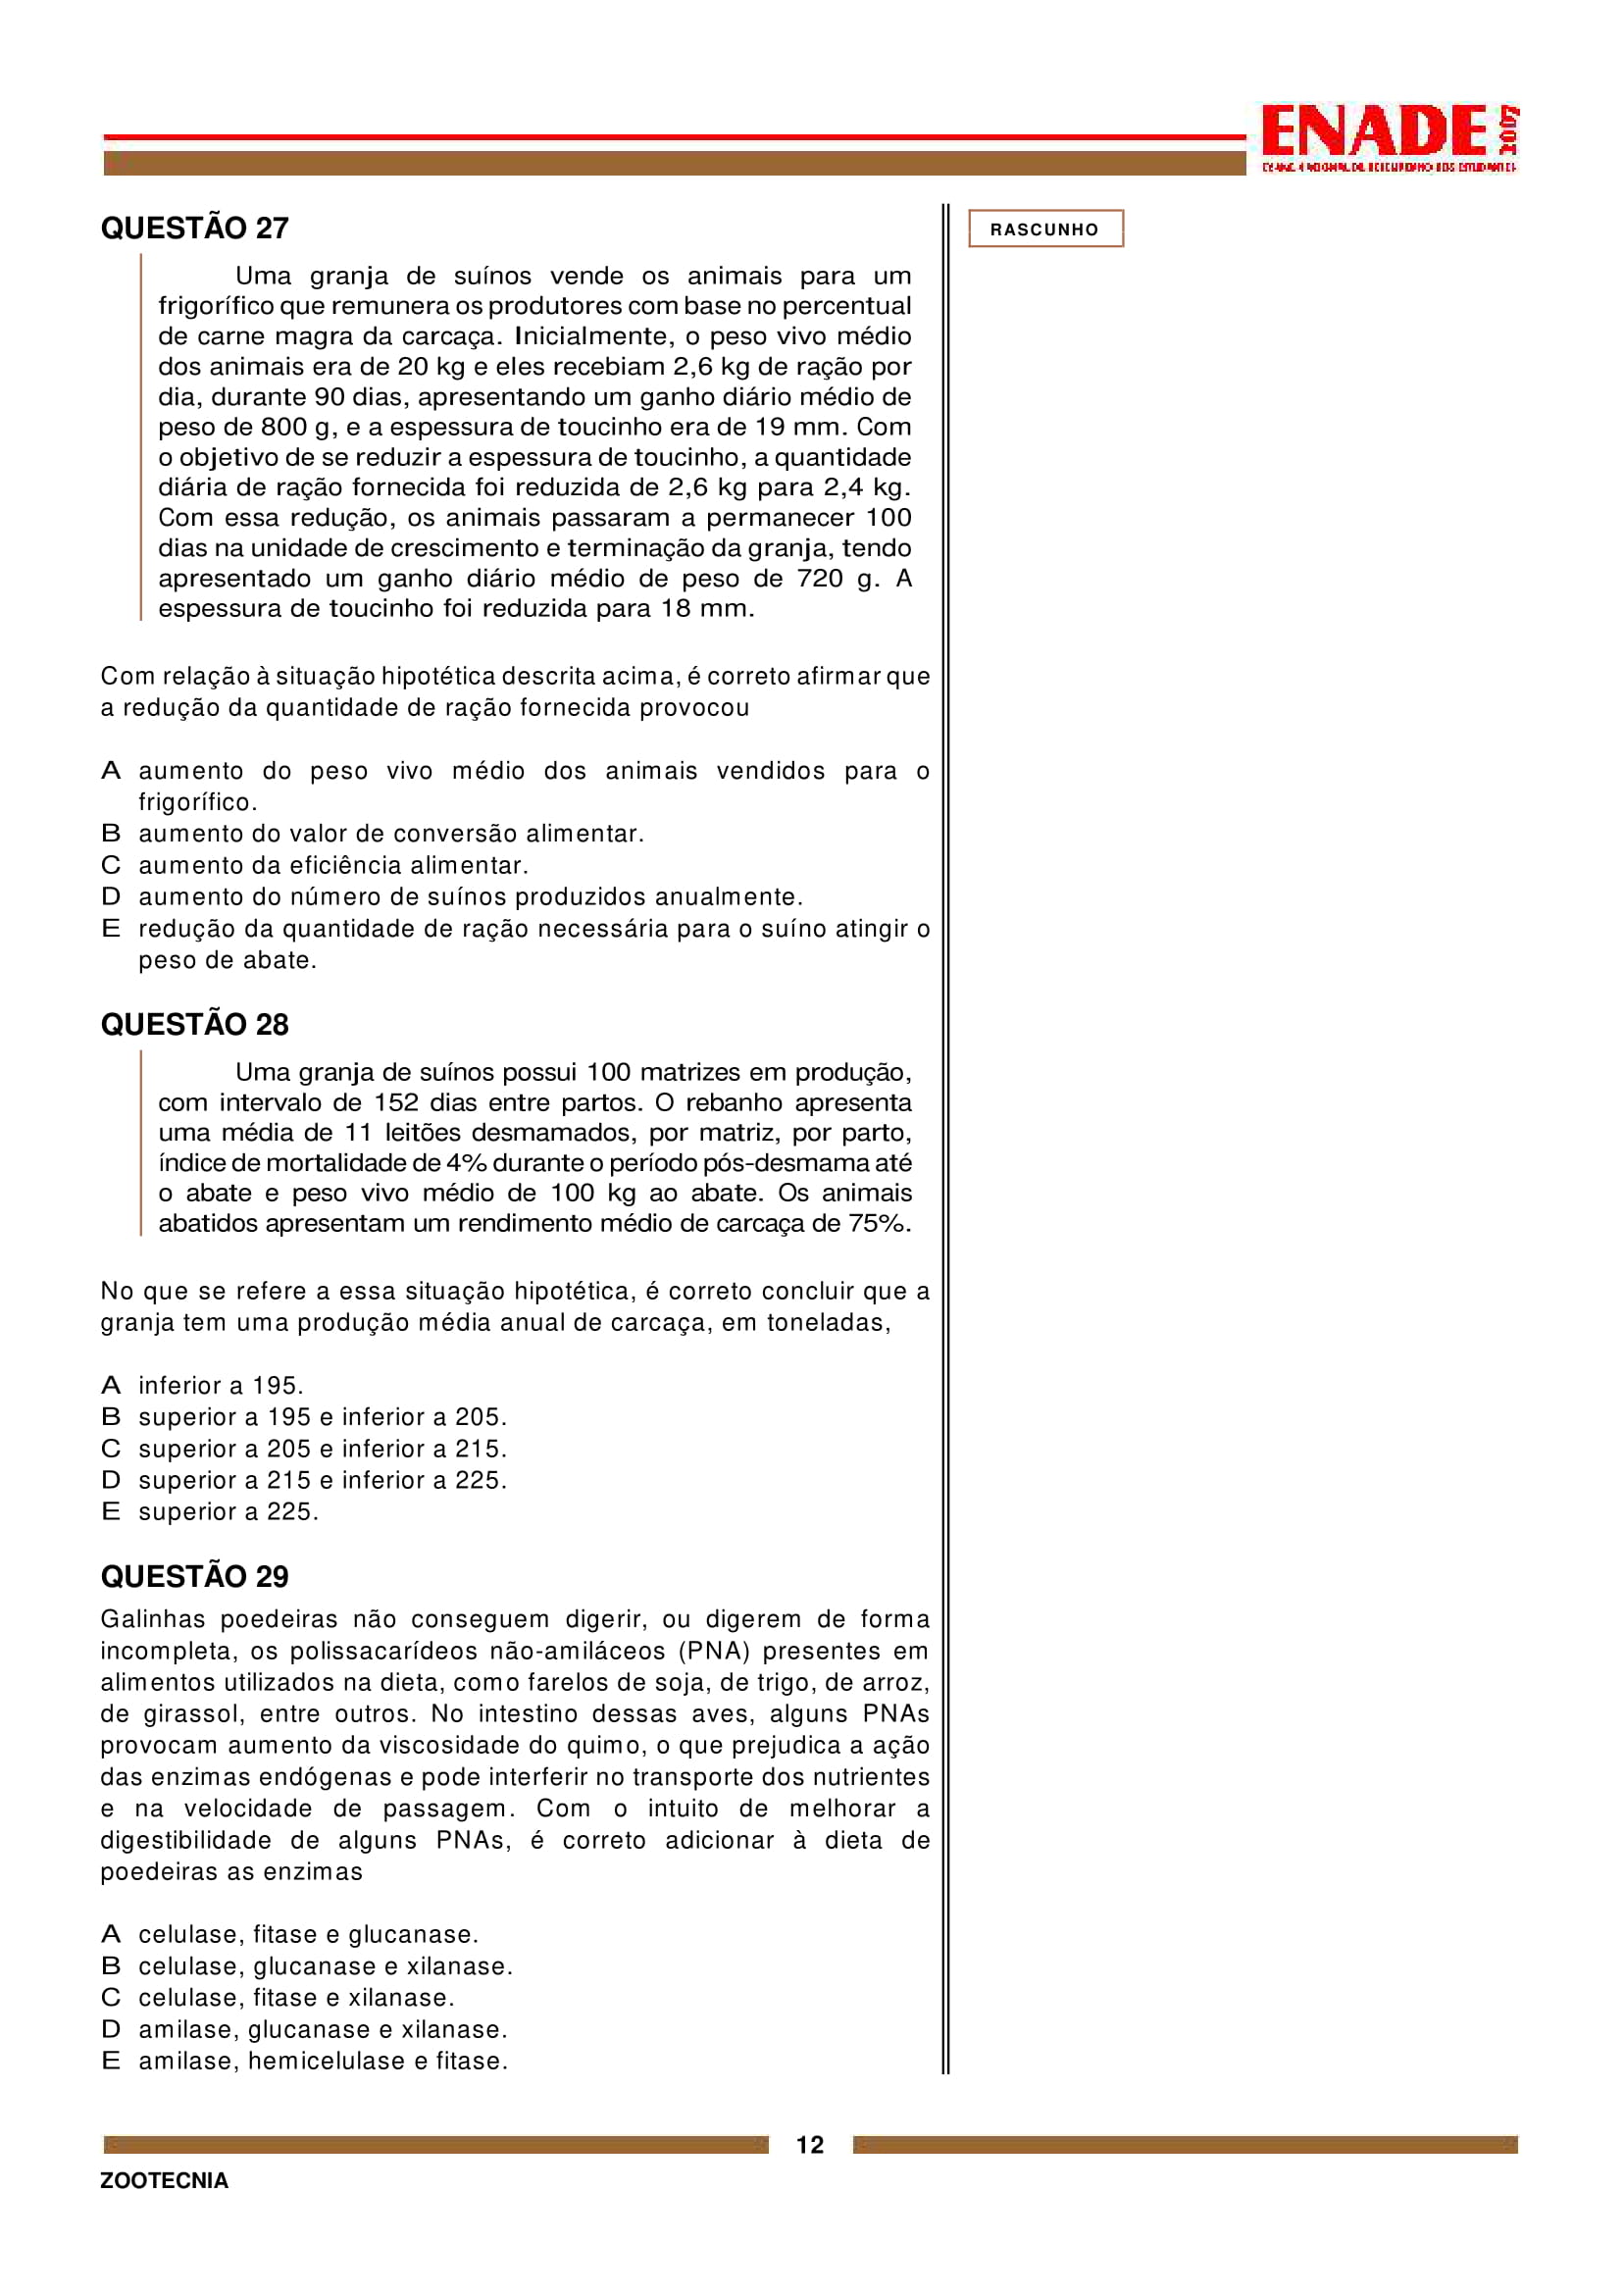 ENADE 2007
QUESTÃO 27
RASCUNHO
Uma granja de suínos vende os animais para um
frigorífico que remunera os produtores com base no percentual
de carne magra da carcaça. Inicialmente, o peso vivo médio
dos animais era de 20 kg e eles recebiam 2,6 kg de ração por
dia, durante 90 dias, apresentando um ganho diário médio de
peso de 800 g, e a espessura de toucinho era de 19 mm. Com
o objetivo de se reduzir a espessura de toucinho, a quantidade
diária de ração fornecida foi reduzida de 2,6 kg para 2,4 kg.
Com essa redução, os animais passaram a permanecer 100
dias na unidade de crescimento e terminação da granja, tendo
apresentado um ganho diário médio de peso de 720 g. A
espessura de toucinho foi reduzida para 18 mm.
Com relação à situação hipotética descrita acima, é correto afirmar que
a redução da quantidade de ração fornecida provocou
A aumento do peso vivo médio dos animais vendidos para o
frigorífico.
B aumento do valor de conversão alimentar.
C aumento da eficiência alimentar.
D aumento do número de suínos produzidos anualmente.
E redução da quantidade de ração necessária para o suíno atingir o
peso de abate.
QUESTÃO 28
Uma granja de suínos possui 100 matrizes em produção,
com intervalo de 152 dias entre partos. O rebanho apresenta
uma média de 11 leitões desmamados, por matriz, por parto,
índice de mortalidade de 4% durante o período pós-desmama até
o abate e peso vivo médio de 100 kg ao abate. Os animais
abatidos apresentam um rendimento médio de carcaça de 75%.
No que se refere a essa situação hipotética, é correto concluir que a
granja tem uma produção média anual de carcaça, em toneladas,
A inferior a 195.
B superior a 195 e inferior a 205.
C superior a 205 e inferior a 215.
D superior a 215 e inferior a 225.
E superior a 225.
QUESTÃO 29
Galinhas poedeiras não conseguem digerir, ou digerem de forma
incompleta, os polissacarídeos não-amiláceos (PNA) presentes em
alimentos utilizados na dieta, como farelos de soja, de trigo, de arroz,
de girassol, entre outros. No intestino dessas aves, alguns PNAs
provocam aumento da viscosidade do quimo, o que prejudica a ação
das enzimas endógenas e pode interferir no transporte dos nutrientes
e na velocidade de passagem. Com o intuito de melhorar a
digestibilidade de alguns PNAs, é correto adicionar à dieta de
poedeiras as enzimas
A celulase, fitase e glucanase.
B celulase, glucanase e xilanase.
C celulase, fitase e xilanase.
D amilase, glucanase e xilanase.
E amilase, hemicelulase e fitase.
12
ZOOTECNIA